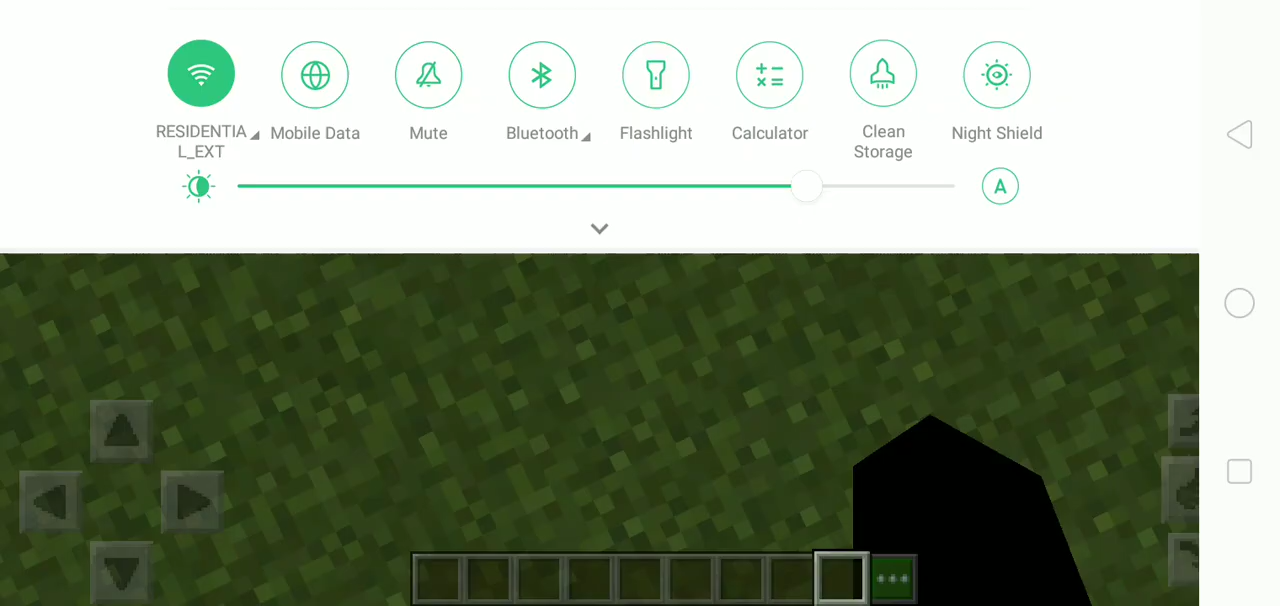 RESIDENTIA
L_EXT
Mobile Data
Mute
Bluetooth
Flashlight
Calculator
Clean
Storage
Night Shield
A